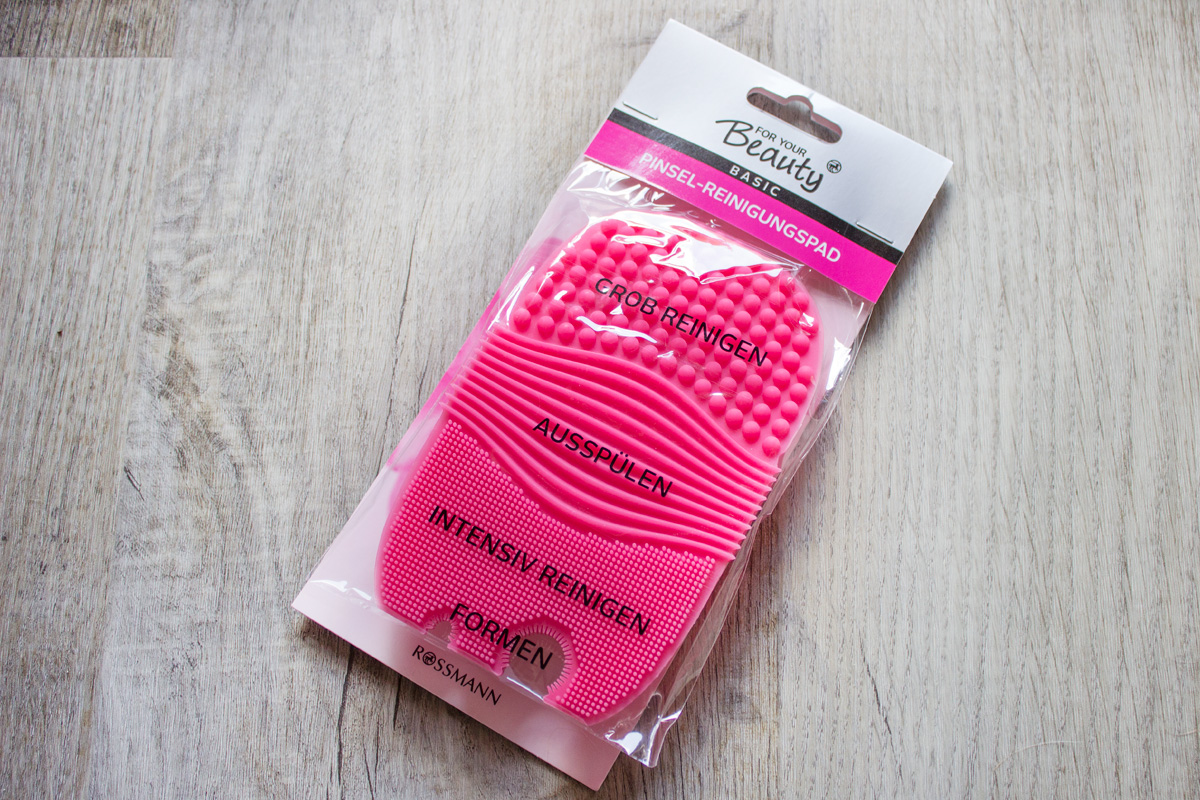 FOR YOUR
Beauty
BASIC
PINSEL-REINIGUNGSPAD
GROB REINIGEN
AUSSPÜLEN
INTENSIV REINIGEN
FORMEN
ROSSMANN